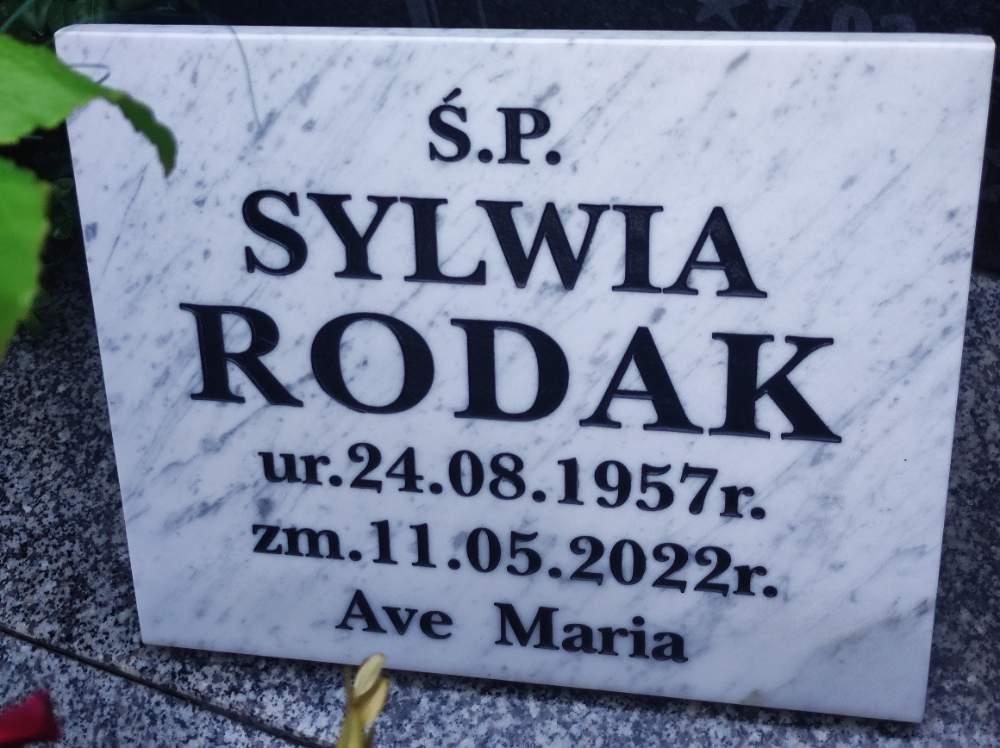 Ś.P.
SYLWIA
RODAK
ur.24.08.1957r.
zm.11.05.2022r.
Ave Maria